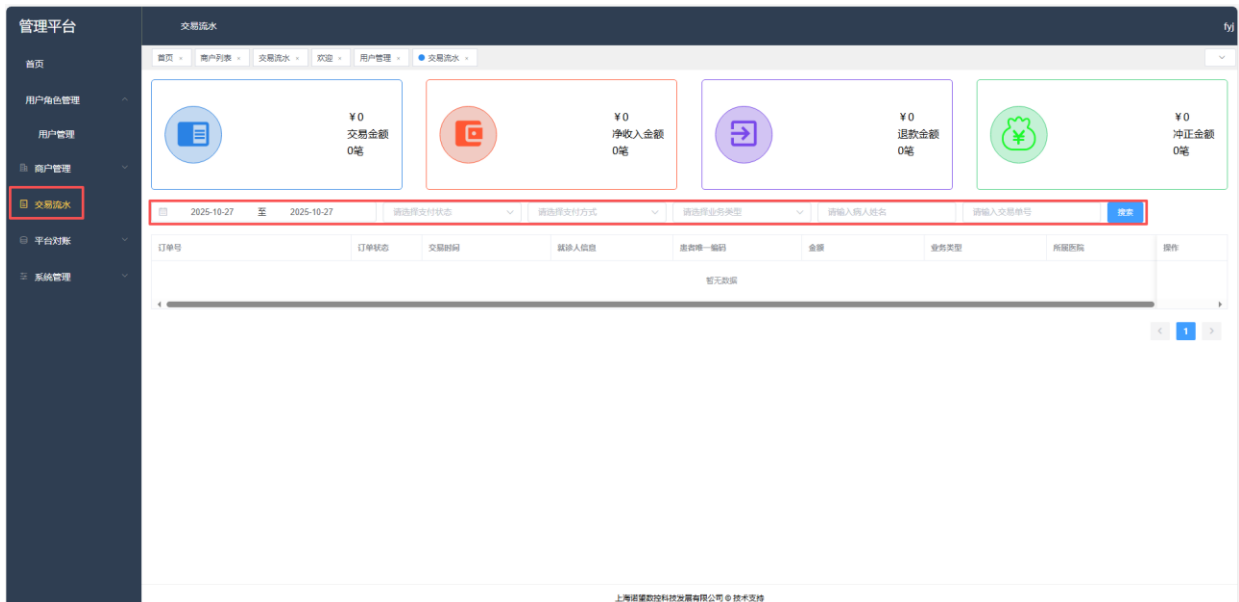 管理平台
交易流水
fyj
首页
首页 × 商户列表 × 交易流水 × 欢迎 × 用户管理 × 交易流水 ×
用户角色管理
用户管理
商户管理
交易流水
平台对账
系统管理
¥ 0
交易金额
0笔
¥ 0
净收入金额
0笔
¥ 0
退款金额
0笔
¥ 0
冲正金额
0笔
2025-10-27 至 2025-10-27 请选择支付状态 请选择支付方式 请选择业务类型 请输入病人姓名 请输入交易单号 搜索
订单号 订单状态 交易时间 就诊人信息 患者唯一编码 金额 业务类型 所属医院 操作
暂无数据
1
上海诺望数控科技发展有限公司 © 技术支持